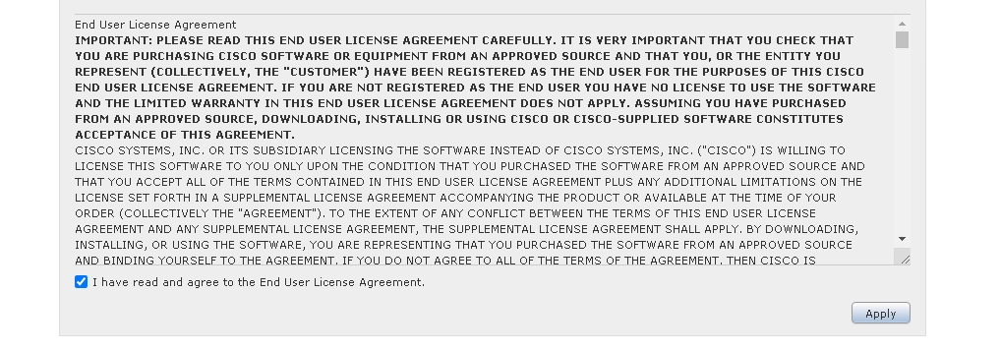 End User License Agreement
IMPORTANT: PLEASE READ THIS END USER LICENSE AGREEMENT CAREFULLY. IT IS VERY IMPORTANT THAT YOU CHECK THAT
YOU ARE PURCHASING CISCO SOFTWARE OR EQUIPMENT FROM AN APPROVED SOURCE AND THAT YOU, OR THE ENTITY YOU
REPRESENT (COLLECTIVELY, THE "CUSTOMER") HAVE BEEN REGISTERED AS THE END USER FOR THE PURPOSES OF THIS CISCO
END USER LICENSE AGREEMENT. IF YOU ARE NOT REGISTERED AS THE END USER YOU HAVE NO LICENSE TO USE THE SOFTWARE
AND THE LIMITED WARRANTY IN THIS END USER LICENSE AGREEMENT DOES NOT APPLY. ASSUMING YOU HAVE PURCHASED
FROM AN APPROVED SOURCE, DOWNLOADING, INSTALLING OR USING CISCO OR CISCO-SUPPLIED SOFTWARE CONSTITUTES
ACCEPTANCE OF THIS AGREEMENT.
CISCO SYSTEMS, INC. OR ITS SUBSIDIARY LICENSING THE SOFTWARE INSTEAD OF CISCO SYSTEMS, INC. ("CISCO") IS WILLING TO
LICENSE THIS SOFTWARE TO YOU ONLY UPON THE CONDITION THAT YOU PURCHASED THE SOFTWARE FROM AN APPROVED SOURCE AND
THAT YOU ACCEPT ALL OF THE TERMS CONTAINED IN THIS END USER LICENSE AGREEMENT PLUS ANY ADDITIONAL LIMITATIONS ON THE
LICENSE SET FORTH IN A SUPPLEMENTAL LICENSE AGREEMENT ACCOMPANYING THE PRODUCT OR AVAILABLE AT THE TIME OF YOUR
ORDER (COLLECTIVELY THE "AGREEMENT"). TO THE EXTENT OF ANY CONFLICT BETWEEN THE TERMS OF THIS END USER LICENSE
AGREEMENT AND ANY SUPPLEMENTAL LICENSE AGREEMENT, THE SUPPLEMENTAL LICENSE AGREEMENT SHALL APPLY. BY DOWNLOADING,
INSTALLING, OR USING THE SOFTWARE, YOU ARE REPRESENTING THAT YOU PURCHASED THE SOFTWARE FROM AN APPROVED SOURCE
AND BINDING YOURSELF TO THE AGREEMENT. IF YOU DO NOT AGREE TO ALL OF THE TERMS OF THE AGREEMENT, THEN CISCO IS
I have read and agree to the End User License Agreement.
Apply